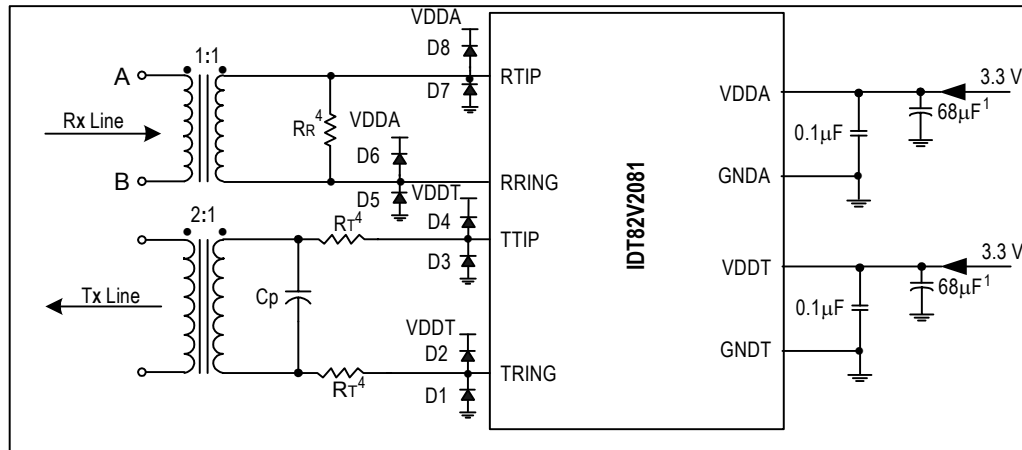 VDDA
D8
1:1
A
RTIP
3.3 V
VDDA
D7
68µF¹
VDDA
Rx Line
RR⁴
0.1µF
D6
B
RRING
GNDA
D5
VDDT
2:1
D4
RT⁴
TTIP
IDT82V2081
3.3 V
VDDT
D3
68µF¹
Tx Line
Cp
0.1µF
VDDT
D2
GNDT
TRING
RT⁴
D1